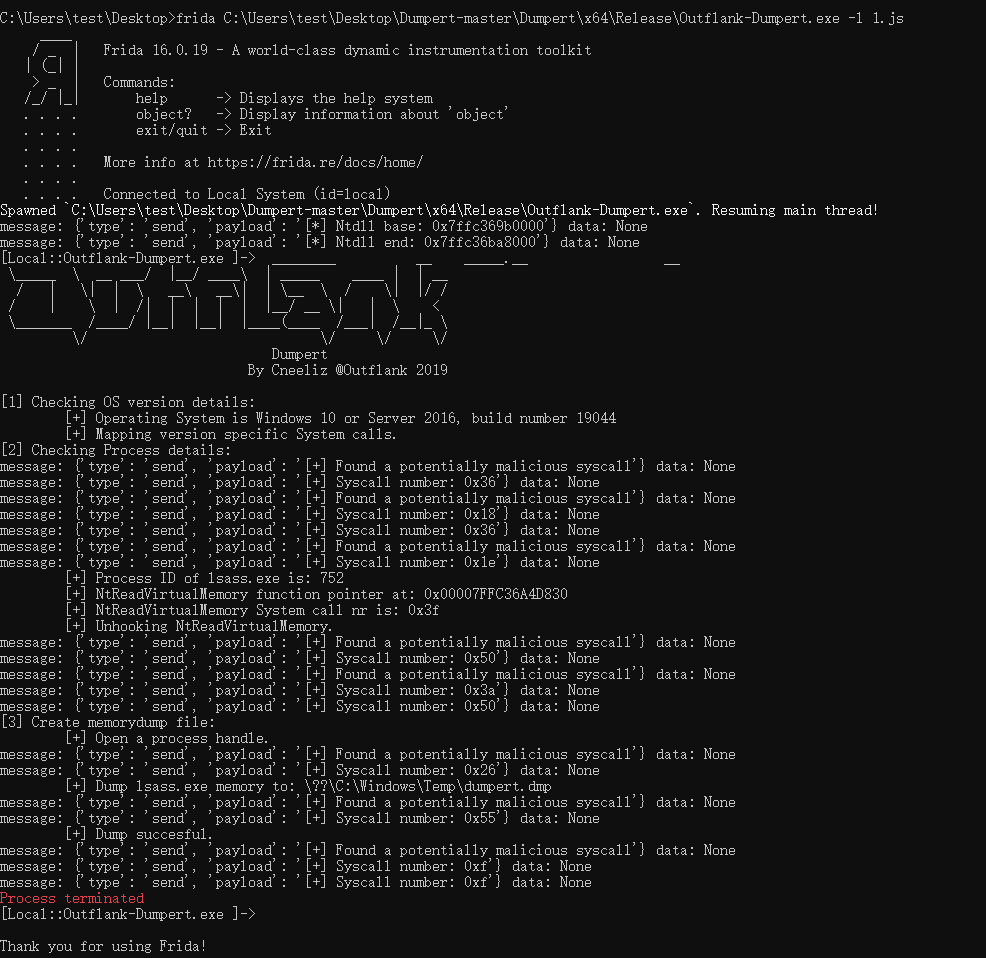 C:\Users\test\Desktop>frida C:\Users\test\Desktop\Dumpert-master\Dumpert\x64\Release\Outflank-Dumpert.exe -l 1.js
Frida 16.0.19 - A world-class dynamic instrumentation toolkit
Commands:
help -> Displays the help system
object? -> Display information about 'object'
exit/quit -> Exit
More info at https://frida.re/docs/home/
Connected to Local System (id=local)
Spawned `C:\Users\test\Desktop\Dumpert-master\Dumpert\x64\Release\Outflank-Dumpert.exe`. Resuming main thread!
message: {'type': 'send', 'payload': '[*] Ntdll base: 0x7ffc369b0000'} data: None
message: {'type': 'send', 'payload': '[*] Ntdll end: 0x7ffc36ba8000'} data: None
[Local::Outflank-Dumpert.exe ]->
Dumpert
By Cneeliz @Outflank 2019
[1] Checking OS version details:
[+] Operating System is Windows 10 or Server 2016, build number 19044
[+] Mapping version specific System calls.
[2] Checking Process details:
message: {'type': 'send', 'payload': '[+] Found a potentially malicious syscall'} data: None
message: {'type': 'send', 'payload': '[+] Syscall number: 0x36'} data: None
message: {'type': 'send', 'payload': '[+] Found a potentially malicious syscall'} data: None
message: {'type': 'send', 'payload': '[+] Syscall number: 0x18'} data: None
message: {'type': 'send', 'payload': '[+] Syscall number: 0x36'} data: None
message: {'type': 'send', 'payload': '[+] Found a potentially malicious syscall'} data: None
message: {'type': 'send', 'payload': '[+] Syscall number: 0x1e'} data: None
[+] Process ID of lsass.exe is: 752
[+] NtReadVirtualMemory function pointer at: 0x00007FFC36A4D830
[+] NtReadVirtualMemory System call nr is: 0x3f
[+] Unhooking NtReadVirtualMemory.
message: {'type': 'send', 'payload': '[+] Found a potentially malicious syscall'} data: None
message: {'type': 'send', 'payload': '[+] Syscall number: 0x50'} data: None
message: {'type': 'send', 'payload': '[+] Found a potentially malicious syscall'} data: None
message: {'type': 'send', 'payload': '[+] Syscall number: 0x3a'} data: None
message: {'type': 'send', 'payload': '[+] Syscall number: 0x50'} data: None
[3] Create memorydump file:
[+] Open a process handle.
message: {'type': 'send', 'payload': '[+] Found a potentially malicious syscall'} data: None
message: {'type': 'send', 'payload': '[+] Syscall number: 0x26'} data: None
[+] Dump lsass.exe memory to: \??\C:\Windows\Temp\dumpert.dmp
message: {'type': 'send', 'payload': '[+] Found a potentially malicious syscall'} data: None
message: {'type': 'send', 'payload': '[+] Syscall number: 0x55'} data: None
[+] Dump succesful.
message: {'type': 'send', 'payload': '[+] Found a potentially malicious syscall'} data: None
message: {'type': 'send', 'payload': '[+] Syscall number: 0xf'} data: None
message: {'type': 'send', 'payload': '[+] Syscall number: 0xf'} data: None
Process terminated
[Local::Outflank-Dumpert.exe ]->
Thank you for using Frida!